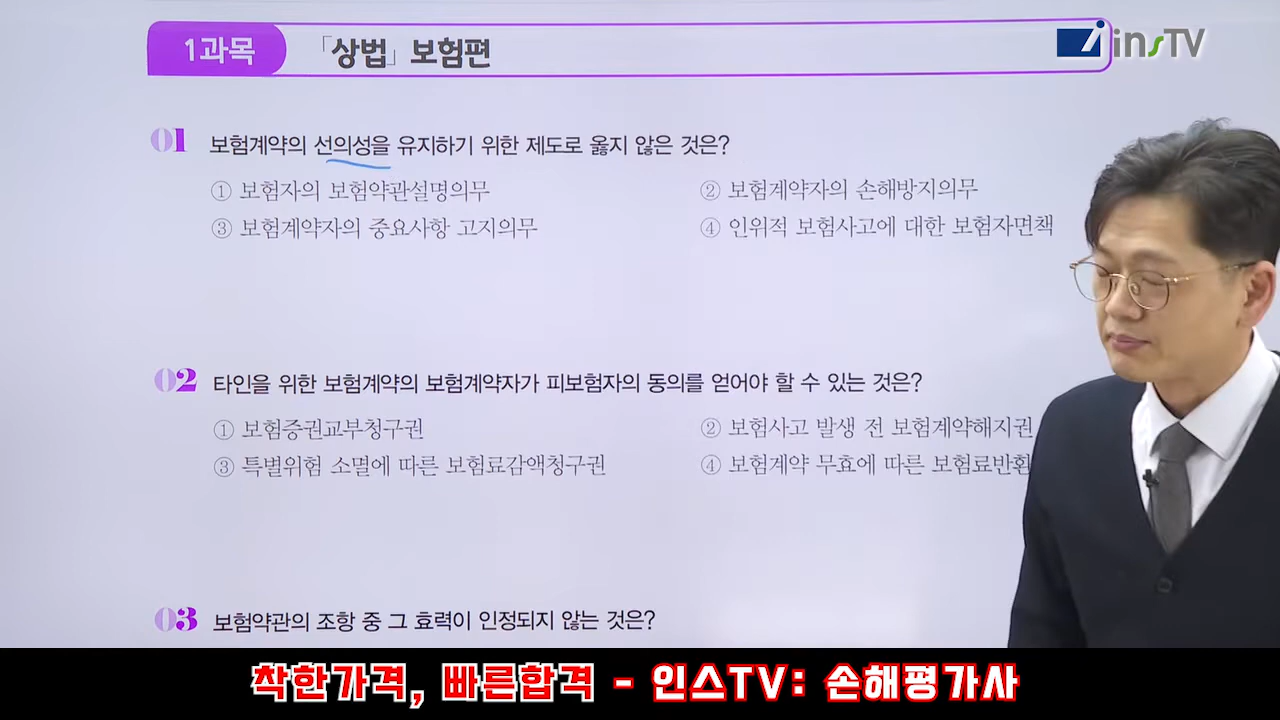 1과목 「상법」 보험편
insTV
01 보험계약의 선의성을 유지하기 위한 제도로 옳지 않은 것은?
① 보험자의 보험약관설명의무 ② 보험계약자의 손해방지의무
③ 보험계약자의 중요사항 고지의무 ④ 인위적 보험사고에 대한 보험자면책
02 타인을 위한 보험계약의 보험계약자가 피보험자의 동의를 얻어야 할 수 있는 것은?
① 보험증권교부청구권 ② 보험사고 발생 전 보험계약해지권
③ 특별위험 소멸에 따른 보험료감액청구권 ④ 보험계약 무효에 따른 보험료반환
03 보험약관의 조항 중 그 효력이 인정되지 않는 것은?
착한가격, 빠른합격 - 인스TV: 손해평가사